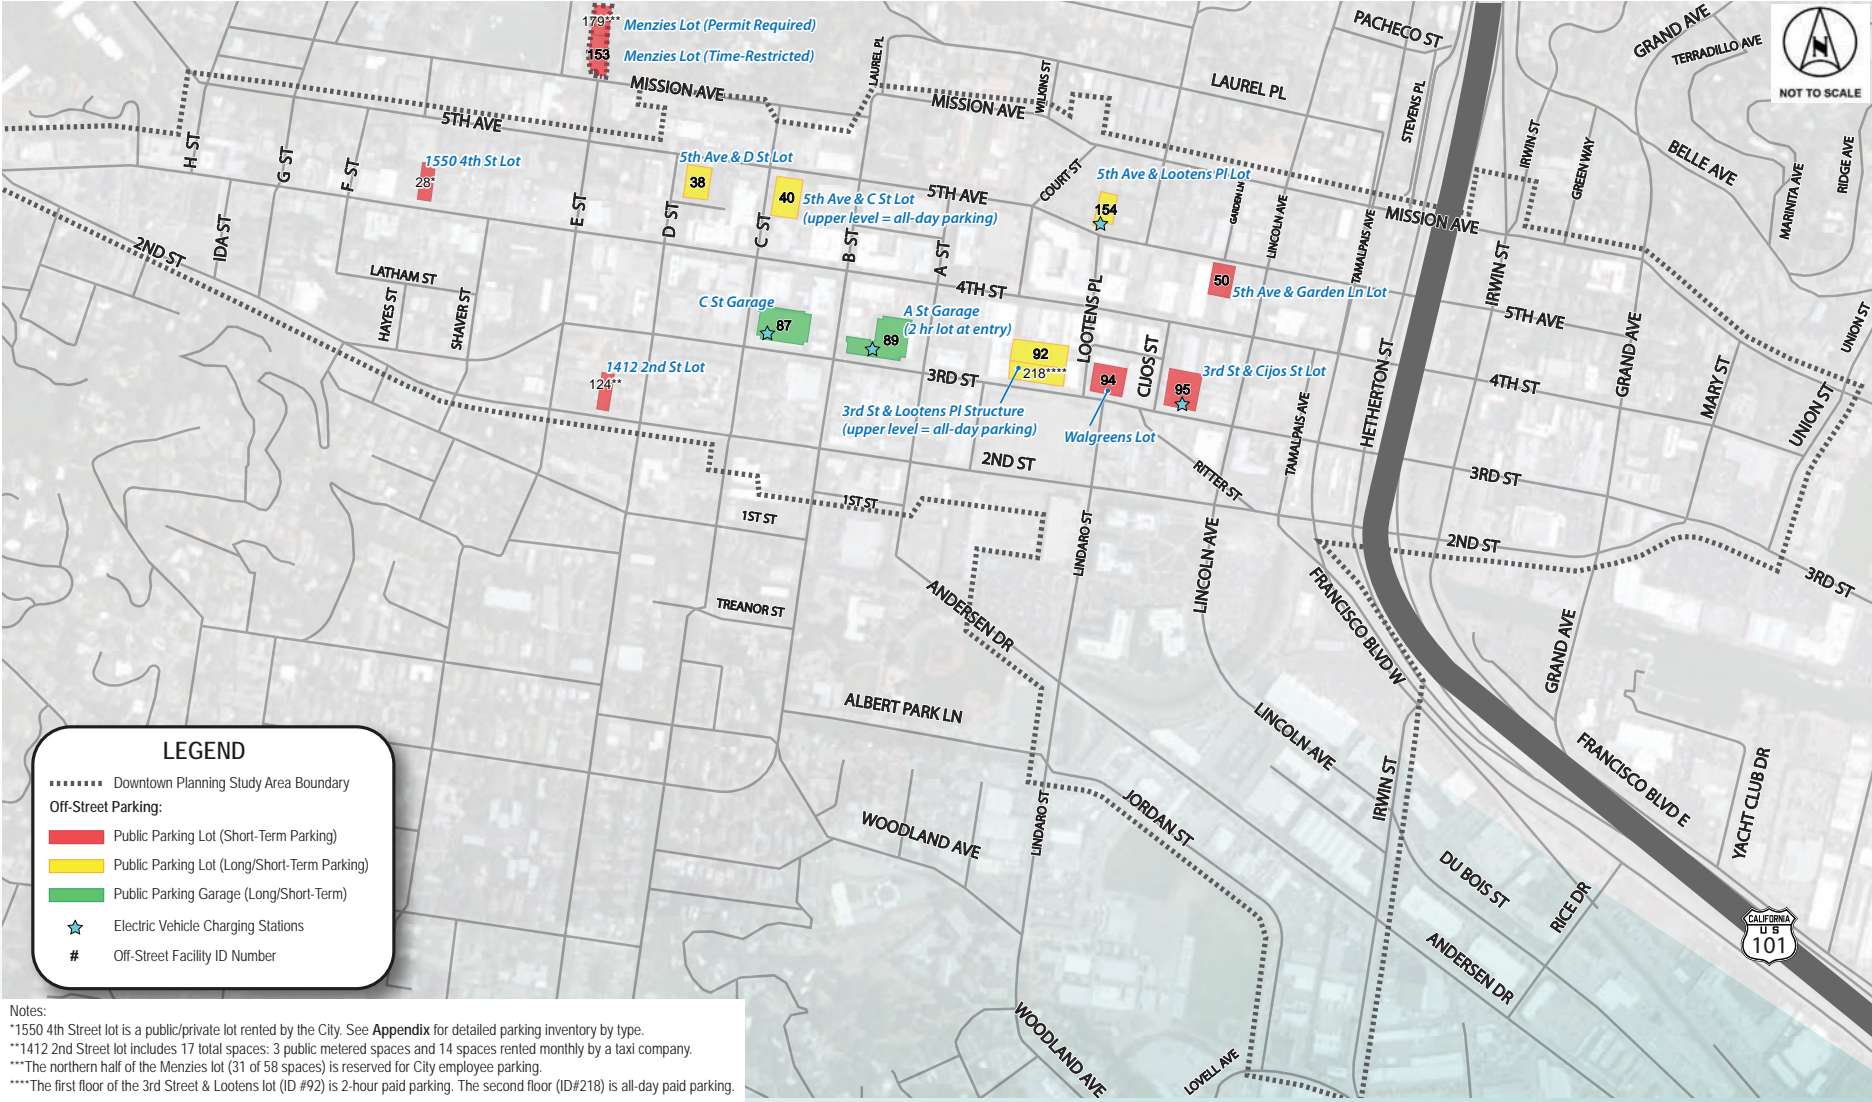 179***
Menzies Lot (Permit Required)
153
Menzies Lot (Time-Restricted)
MISSION AVE
LAUREL PL
MISSION AVE
WILKINS ST
LAUREL PL
PACHECO ST
STEVENS PL
GRAND AVE
TERRADILLO AVE
N
NOT TO SCALE
5TH AVE
H ST
G ST
F ST
1550 4th St Lot
28*
5th Ave & D St Lot
38
40
5th Ave & C St Lot
(upper level = all-day parking)
5TH AVE
COURT ST
5th Ave & Lootens Pl Lot
154
GARDEN LN
LINCOLN AVE
TAMALPAIS AVE
MISSION AVE
IRWIN ST
GREEN WAY
BELLE AVE
MARINITA AVE
RIDGE AVE
2ND ST
IDA ST
E ST
D ST
C ST
B ST
A ST
LATHAM ST
HAYES ST
SHAVER ST
4TH ST
LOOTENS PL
50
5th Ave & Garden Ln Lot
IRWIN ST
5TH AVE
GRAND AVE
UNION ST
C St Garage
87
A St Garage
(2 hr lot at entry)
89
92
218****
CIJOS ST
94
95
3rd St & Cijos St Lot
HETHERTON ST
4TH ST
MARY ST
UNION ST
1412 2nd St Lot
124**
3RD ST
3rd St & Lootens Pl Structure
(upper level = all-day parking)
Walgreens Lot
TAMALPAIS AVE
2ND ST
RITTER ST
3RD ST
1ST ST
1ST ST
LINDARO ST
LINCOLN AVE
2ND ST
3RD ST
TREANOR ST
ANDERSEN DR
FRANCISCO BLVD W
GRAND AVE
ALBERT PARK LN
LINCOLN AVE
IRWIN ST
FRANCISCO BLVD E
YACHT CLUB DR
WOODLAND AVE
LINDARO ST
JORDAN ST
DU BOIS ST
RICE DR
ANDERSEN DR
CALIFORNIA
U S
101
WOODLAND AVE
LOVELL AVE
LEGEND
Downtown Planning Study Area Boundary
Off-Street Parking:
Public Parking Lot (Short-Term Parking)
Public Parking Lot (Long/Short-Term Parking)
Public Parking Garage (Long/Short-Term)
Electric Vehicle Charging Stations
# Off-Street Facility ID Number
Notes:
*1550 4th Street lot is a public/private lot rented by the City. See Appendix for detailed parking inventory by type.
**1412 2nd Street lot includes 17 total spaces: 3 public metered spaces and 14 spaces rented monthly by a taxi company.
***The northern half of the Menzies lot (31 of 58 spaces) is reserved for City employee parking.
****The first floor of the 3rd Street & Lootens lot (ID #92) is 2-hour paid parking. The second floor (ID#218) is all-day paid parking.